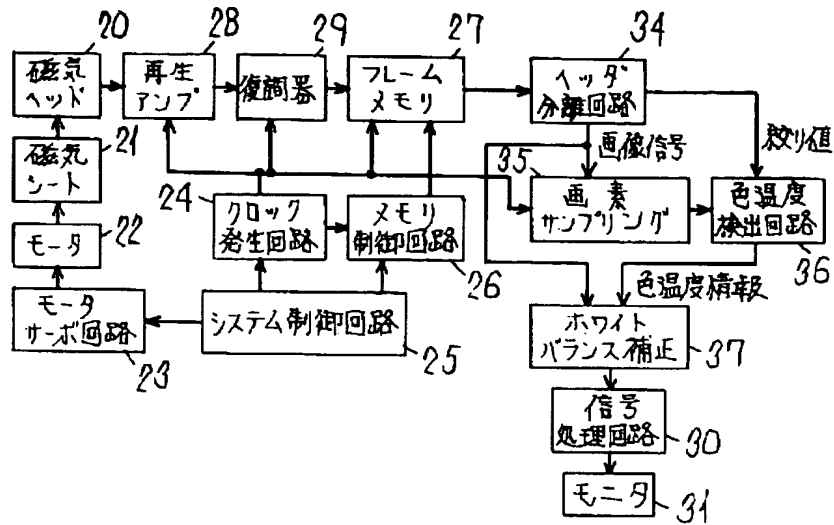 20
28
29
27
34
磁気
ヘッド
再生
アンプ
復調器
フレーム
メモリ
ヘッダ
分離回路
21
磁気
シート
画像信号
絞り値
24
35
22
モータ
クロック
発生回路
メモリ
制御回路
26
画素
サンプリング
色温度
検出回路
36
色温度情報
モータ
サーボ回路
23
システム制御回路
25
ホワイト
バランス補正
37
信号
処理回路
30
モニタ
31